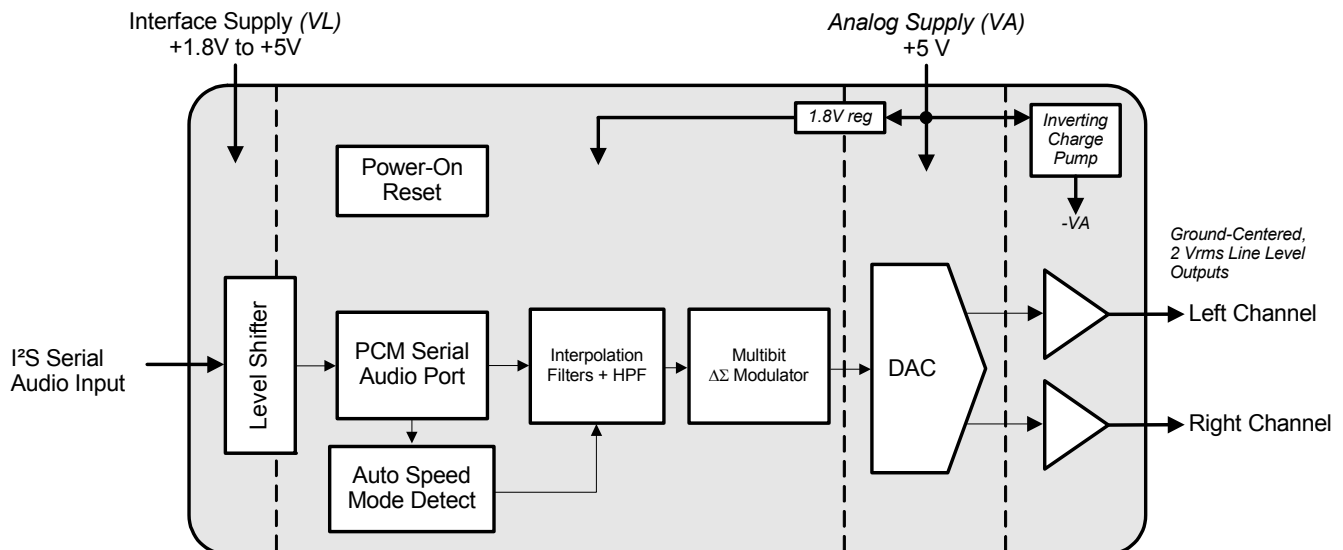 Interface Supply (VL)
+1.8V to +5V
Analog Supply (VA)
+5 V
1.8V reg
Inverting
Charge
Pump
-VA
Power-On
Reset
Ground-Centered,
2 Vrms Line Level
Outputs
I²S Serial
Audio Input
Level Shifter
PCM Serial
Audio Port
Interpolation
Filters + HPF
Multibit
ΔΣ Modulator
DAC
Left Channel
Right Channel
Auto Speed
Mode Detect